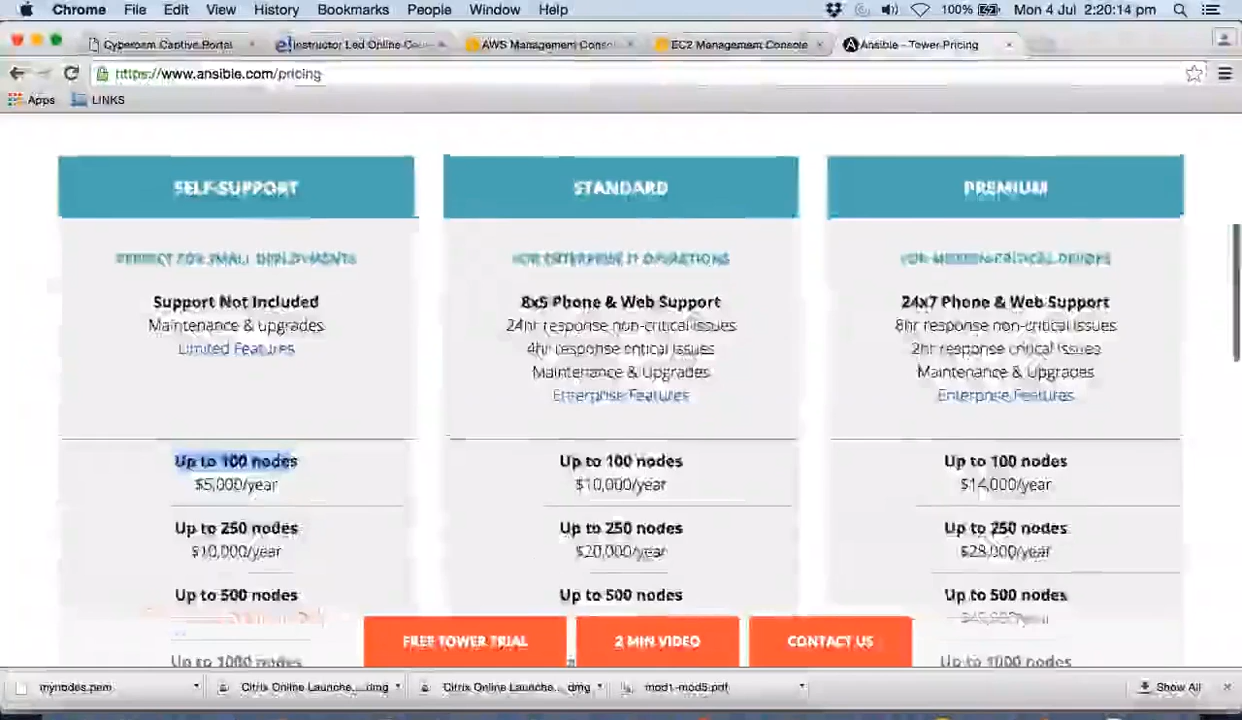 Chrome File Edit View History Bookmarks People Window Help 100% Mon 4 Jul 2:20:14 pm
Cyberoam Captive Portal Instructor Led Online Cou AWS Management Consol EC2 Management Console Ansible - Tower Pricing
https://www.ansible.com/pricing
Apps LINKS
SELF-SUPPORT
PERFECT FOR SMALL DEPLOYMENTS
Support Not Included
Maintenance & upgrades
Limited Features
Up to 100 nodes
$5,000/year
Up to 250 nodes
$10,000/year
Up to 500 nodes
Up to 1000 nodes
STANDARD
FOR ENTERPRISE IT OPERATIONS
8x5 Phone & Web Support
24hr response non-critical issues
4hr response critical issues
Maintenance & Upgrades
Enterprise Features
Up to 100 nodes
$10,000/year
Up to 250 nodes
$20,000/year
Up to 500 nodes
PREMIUM
FOR MISSION-CRITICAL DEVOPS
24x7 Phone & Web Support
8hr response non-critical issues
2hr response critical issues
Maintenance & Upgrades
Enterprise Features
Up to 100 nodes
$14,000/year
Up to 250 nodes
$28,000/year
Up to 500 nodes
Up to 1000 nodes
FREE TOWER TRIAL 2 MIN VIDEO CONTACT US
mynodes.pem Citrix Online Launche....dmg Citrix Online Launche....dmg mod1-mod5.pdf Show All